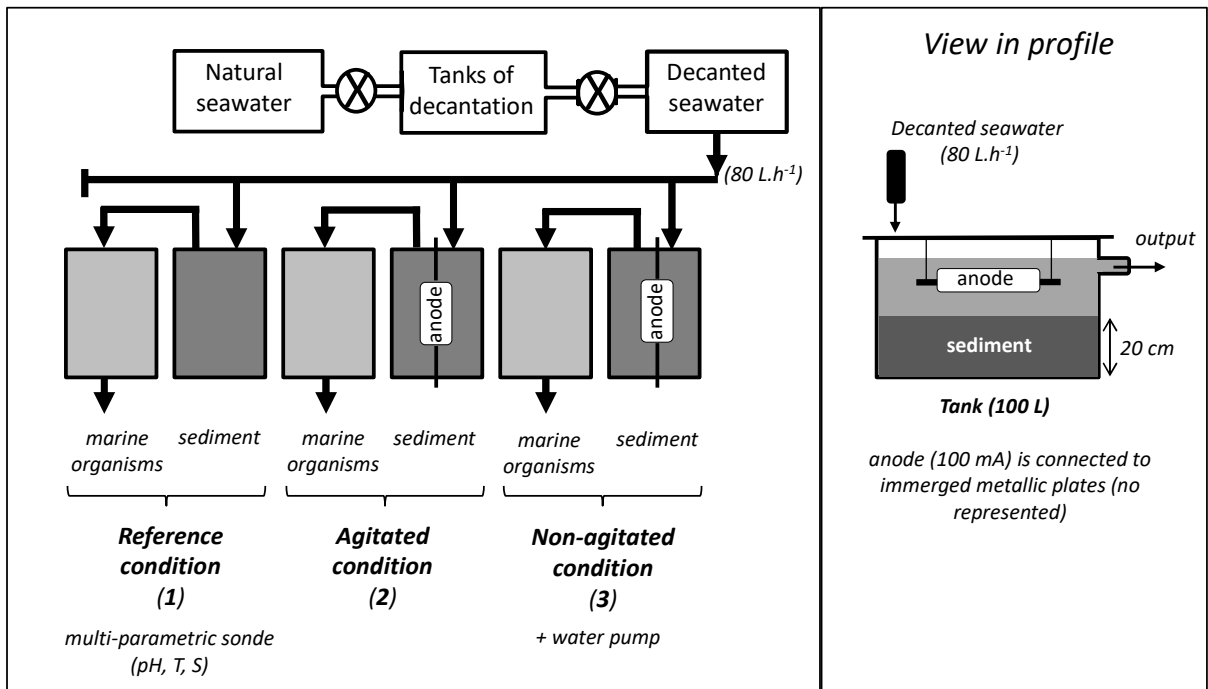 Natural
seawater
Tanks of
decantation
Decanted
seawater
(80 L.h-1)
anode
anode
marine
organisms
sediment
marine
organisms
sediment
marine
organisms
sediment
Reference
condition
(1)
Agitated
condition
(2)
Non-agitated
condition
(3)
multi-parametric sonde
(pH, T, S)
+ water pump
View in profile
Decanted seawater
(80 L.h-1)
output
anode
sediment
20 cm
Tank (100 L)
anode (100 mA) is connected to
immerged metallic plates (no
represented)